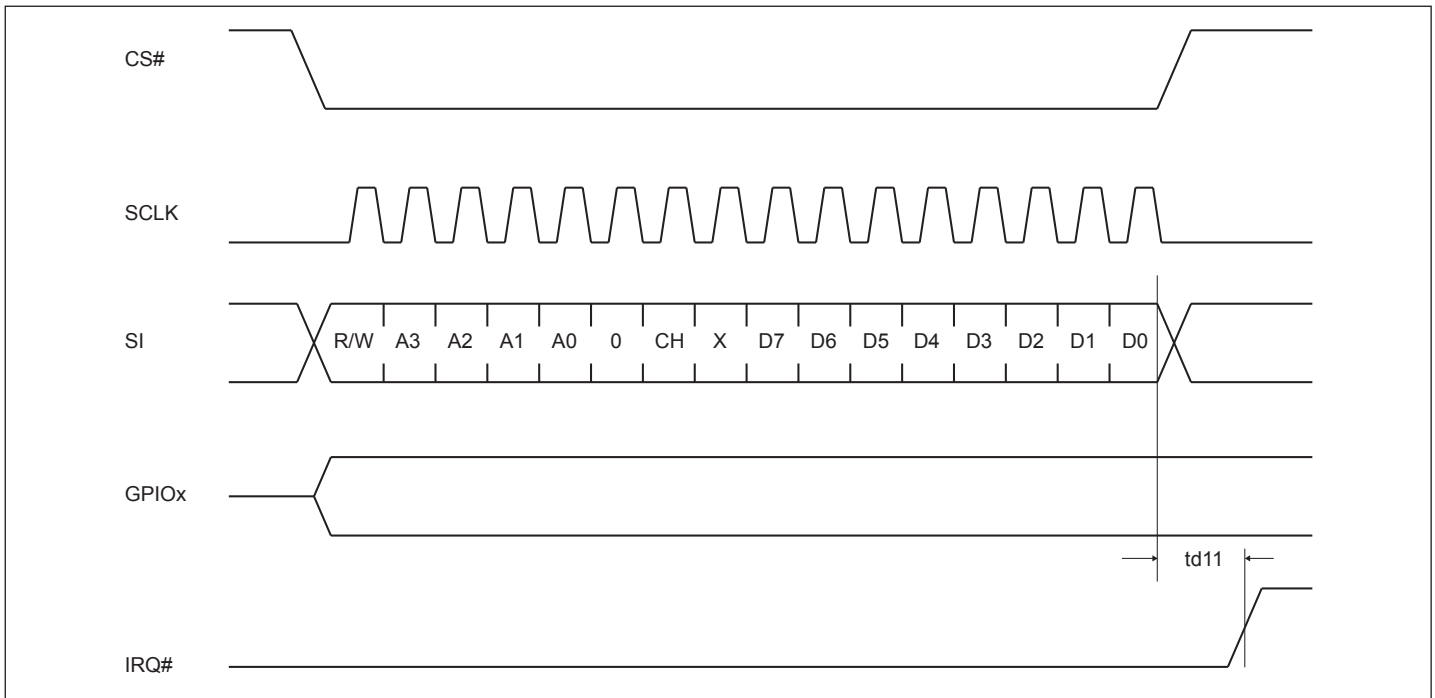 CS#
SCLK
SI
R/W A3 A2 A1 A0 0 CH X D7 D6 D5 D4 D3 D2 D1 D0
GPIOx
td11
IRQ#